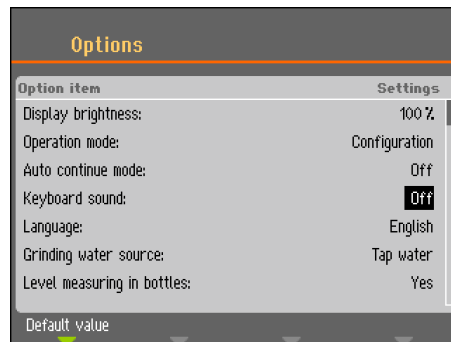 Options
Option item Settings
Display brightness: 100 %
Operation mode: Configuration
Auto continue mode: Off
Keyboard sound: Off
Language: English
Grinding water source: Tap water
Level measuring in bottles: Yes
Default value